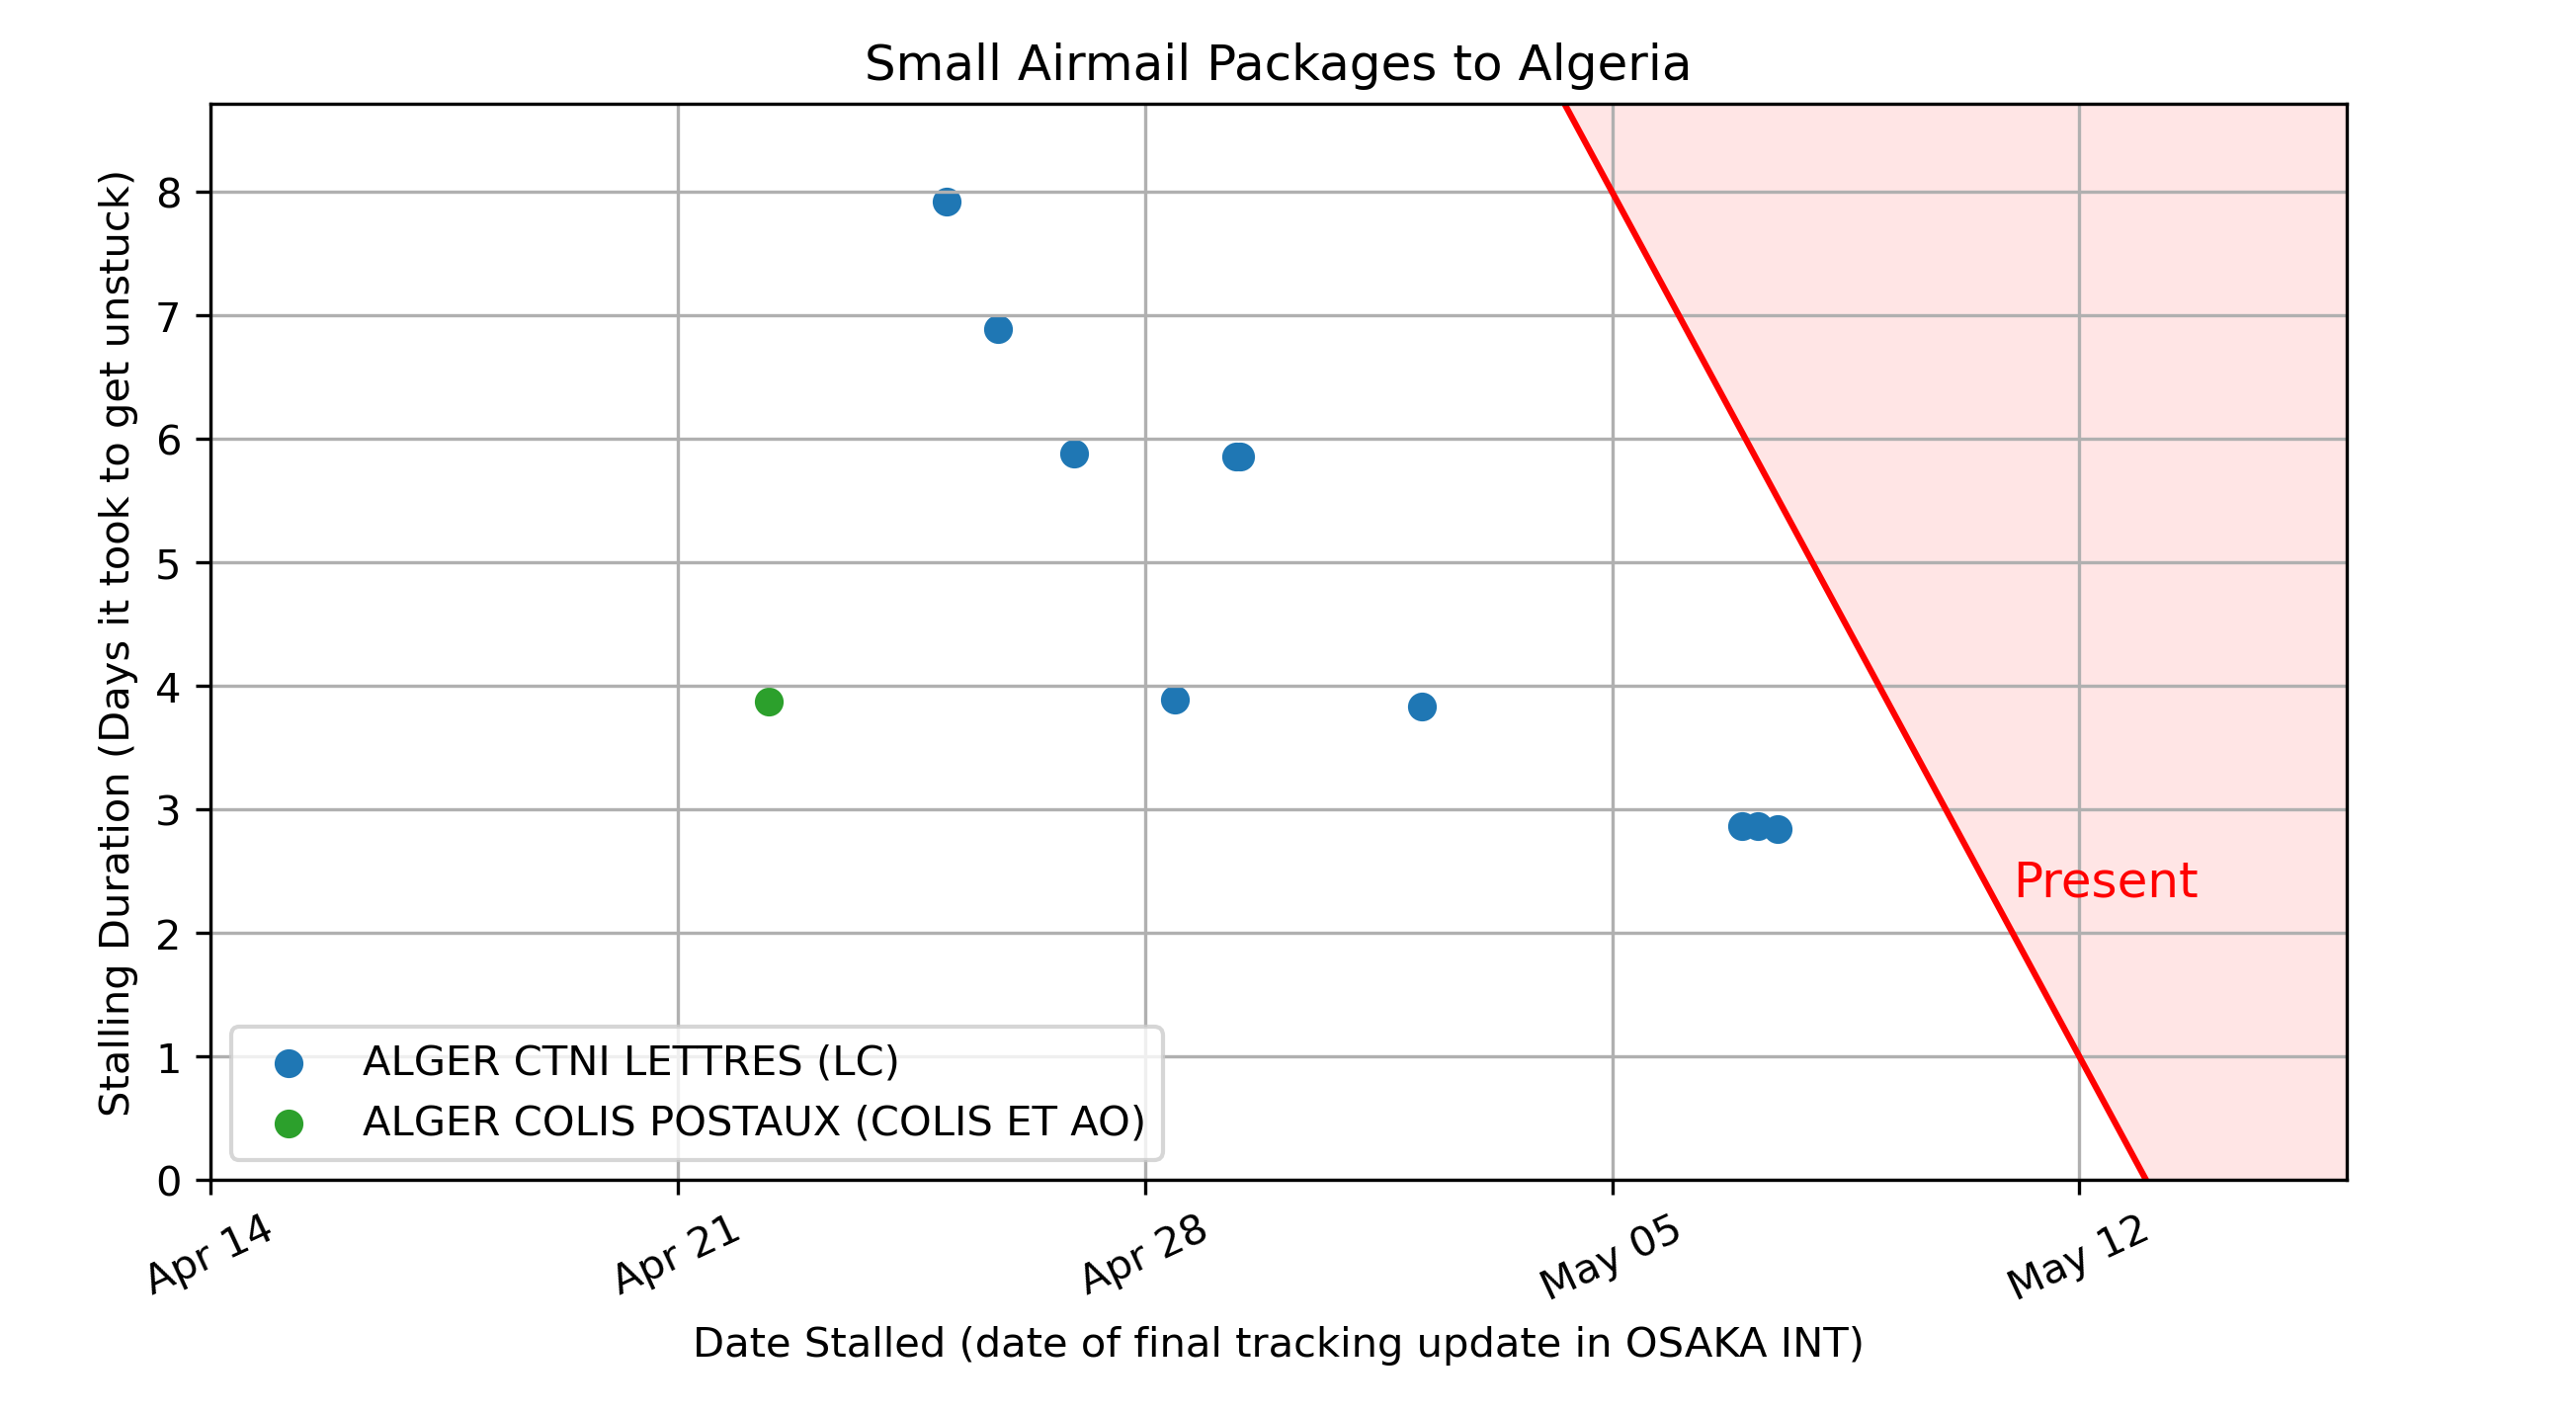 Small Airmail Packages to Algeria
Stalling Duration (Days it took to get unstuck)
8
7
6
5
4
3
2
1
0
Present
ALGER CTNI LETTRES (LC)
ALGER COLIS POSTAUX (COLIS ET AO)
Apr 14
Apr 21
Apr 28
May 05
May 12
Date Stalled (date of final tracking update in OSAKA INT)